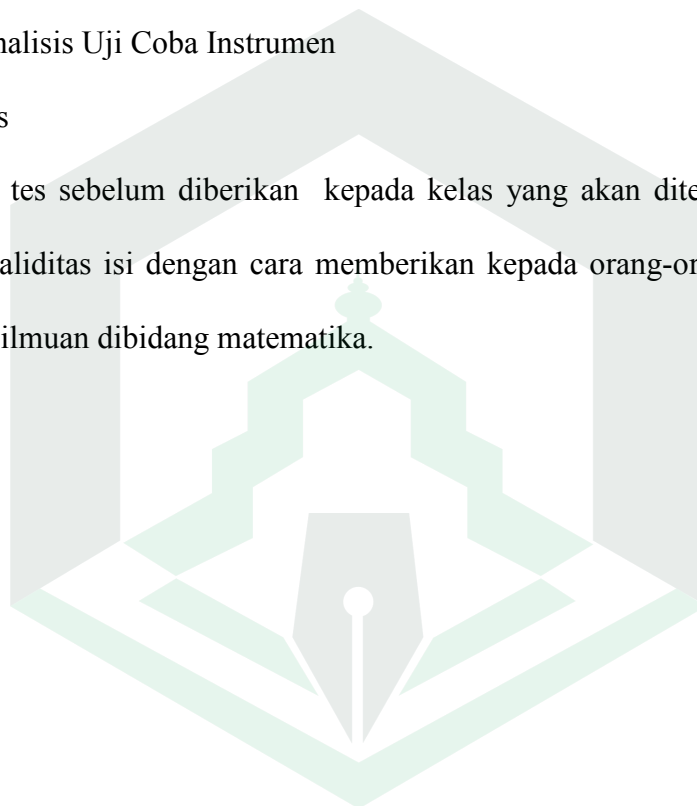 nalisis Uji Coba Instrumen
s
tes sebelum diberikan kepada kelas yang akan dite
aliditas isi dengan cara memberikan kepada orang-or
ilmuan dibidang matematika.